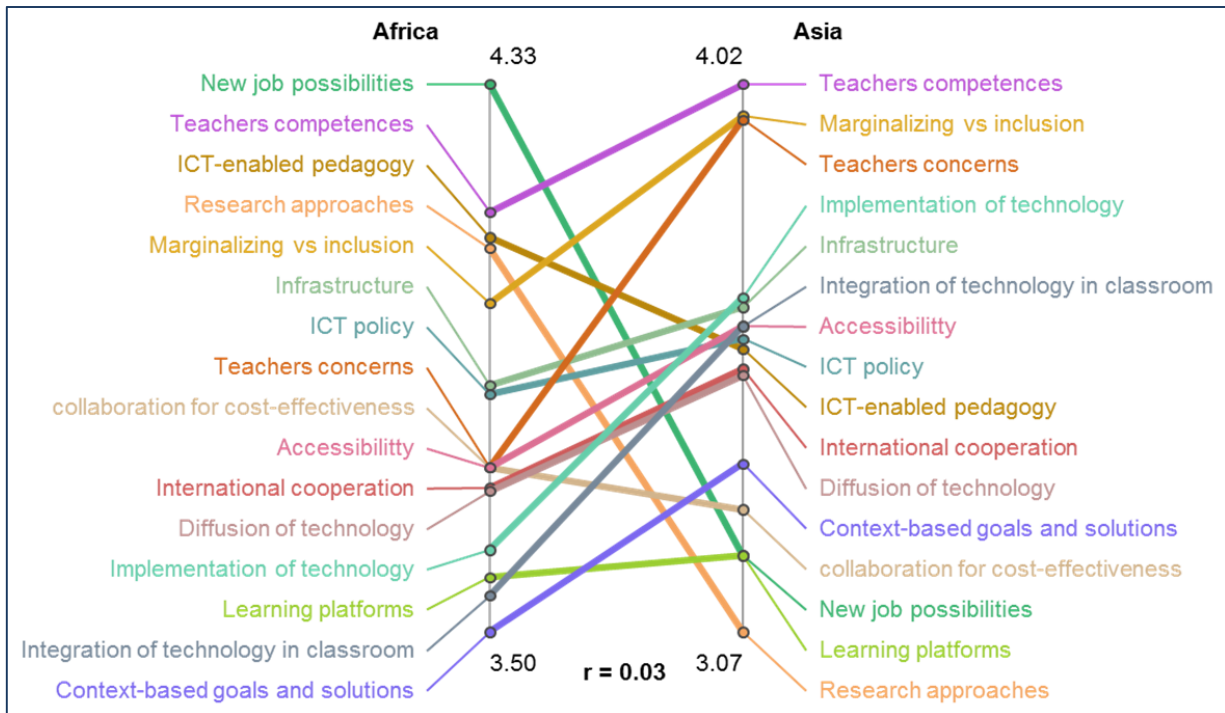 Africa
Asia
4.33
4.02
New job possibilities
Teachers competences
ICT-enabled pedagogy
Research approaches
Marginalizing vs inclusion
Infrastructure
ICT policy
Teachers concerns
collaboration for cost-effectiveness
Accessibilitty
International cooperation
Diffusion of technology
Implementation of technology
Learning platforms
Integration of technology in classroom
Context-based goals and solutions
Teachers competences
Marginalizing vs inclusion
Teachers concerns
Implementation of technology
Infrastructure
Integration of technology in classroom
Accessibilitty
ICT policy
ICT-enabled pedagogy
International cooperation
Diffusion of technology
Context-based goals and solutions
collaboration for cost-effectiveness
New job possibilities
Learning platforms
Research approaches
3.50
r = 0.03
3.07